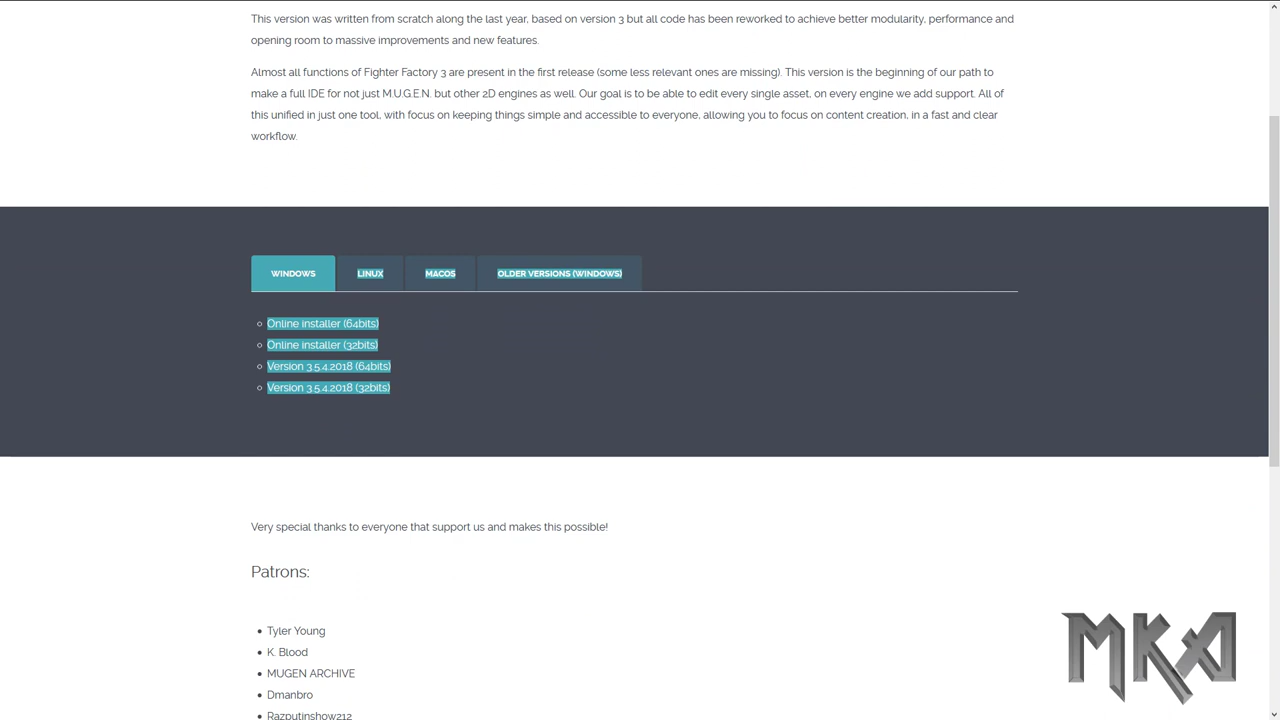 This version was written from scratch along the last year, based on version 3 but all code has been reworked to achieve better modularity, performance and
opening room to massive improvements and new features.
Almost all functions of Fighter Factory 3 are present in the first release (some less relevant ones are missing). This version is the beginning of our path to
make a full IDE for not just M.U.G.E.N. but other 2D engines as well. Our goal is to be able to edit every single asset, on every engine we add support. All of
this unified in just one tool, with focus on keeping things simple and accessible to everyone, allowing you to focus on content creation, in a fast and clear
workflow.
WINDOWS LINUX MACOS OLDER VERSIONS (WINDOWS)
Online installer (64bits)
Online installer (32bits)
Version 3.5.4.2018 (64bits)
Version 3.5.4.2018 (32bits)
Very special thanks to everyone that support us and makes this possible!
Patrons:
Tyler Young
K. Blood
MUGEN ARCHIVE
Dmanbro
Razputinshow212
MKA